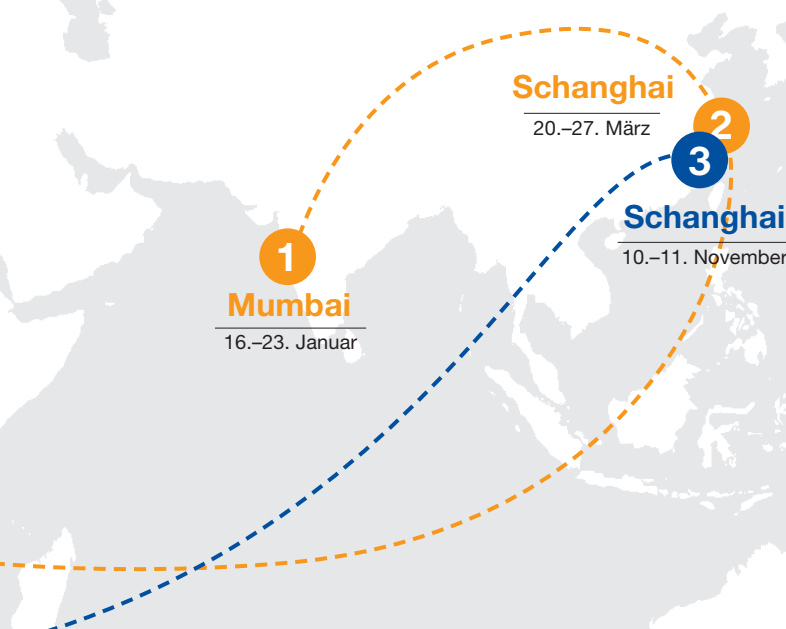 Schanghai
20.–27. März
2
3
Schanghai
10.–11. November
1
Mumbai
16.–23. Januar